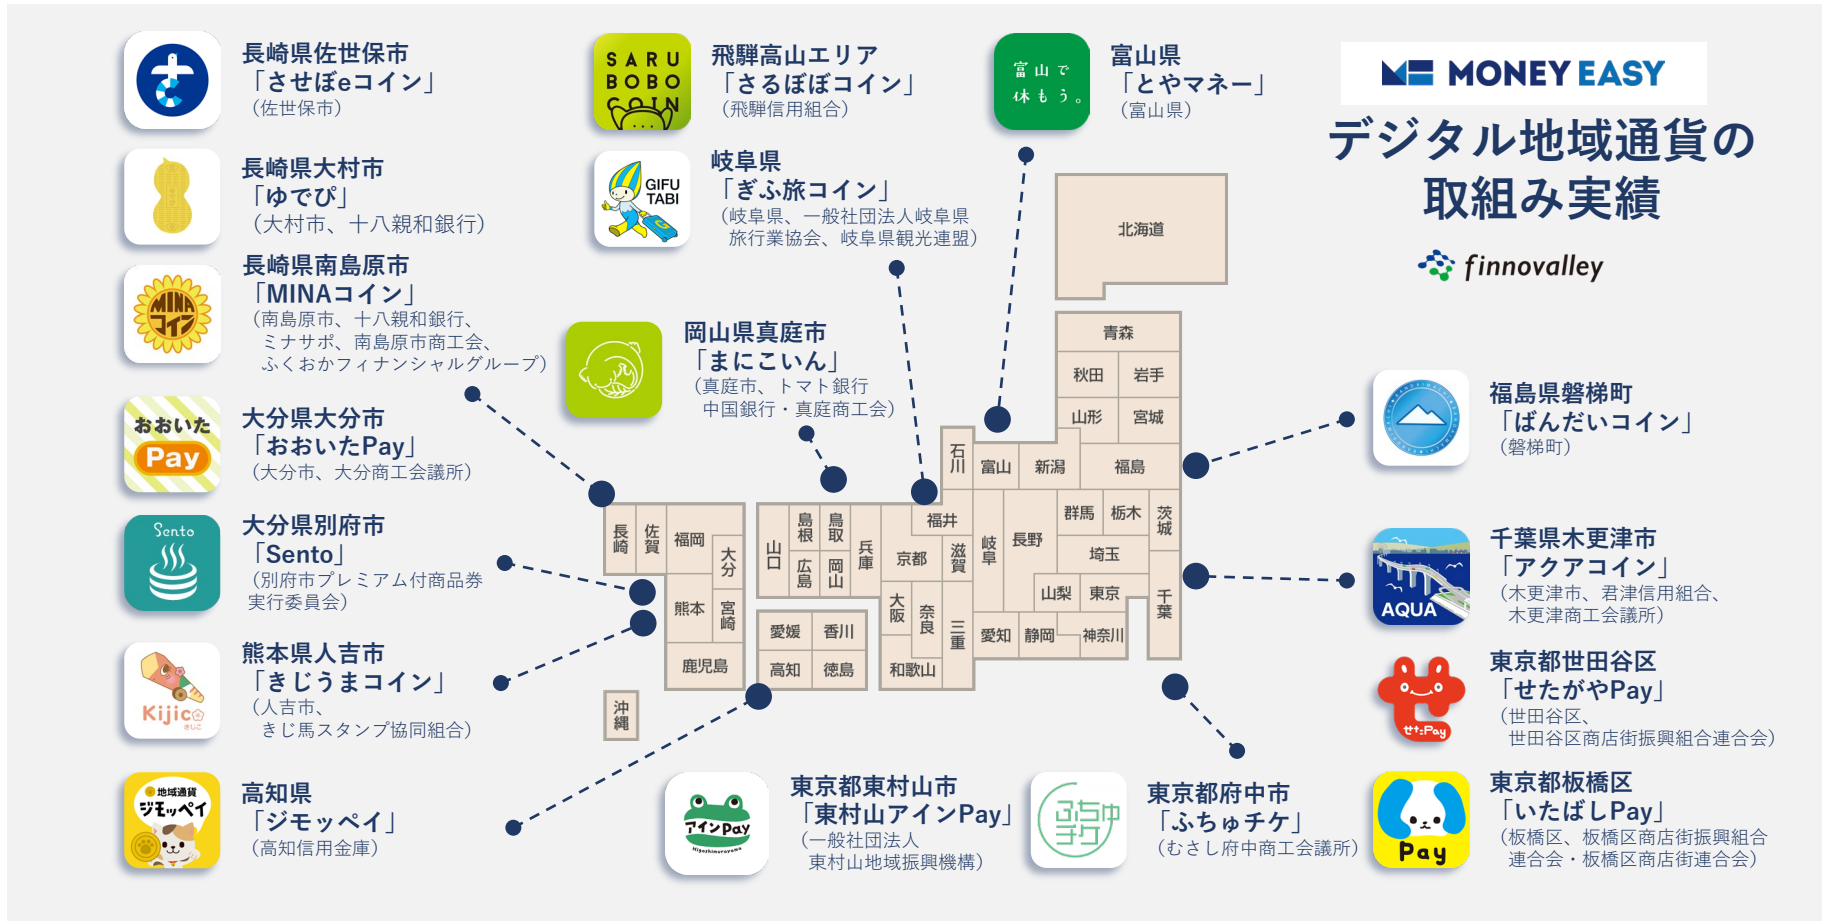 長崎県佐世保市
「させぼeコイン」
（佐世保市）
長崎県大村市
「ゆでぴ」
（大村市、十八親和銀行）
MINA
コイン
長崎県南島原市
「MINAコイン」
（南島原市、十八親和銀行、
ミナサポ、南島原市商工会、
ふくおかフィナンシャルグループ）
おおいた
Pay
大分県大分市
「おおいたPay」
（大分市、大分商工会議所）
Sento
大分県別府市
「Sento」
（別府市プレミアム付商品券
実行委員会）
Kijico
きじこ
熊本県人吉市
「きじうまコイン」
（人吉市、
きじ馬スタンプ協同組合）
地域通貨
ジモッペイ
高知県
「ジモッペイ」
（高知信用金庫）
SARU
BOBO
COIN
飛騨高山エリア
「さるぼぼコイン」
（飛騨信用組合）
GIFU
TABI
岐阜県
「ぎふ旅コイン」
（岐阜県、一般社団法人岐阜県
旅行業協会、岐阜県観光連盟）
岡山県真庭市
「まにこいん」
（真庭市、トマト銀行
中国銀行・真庭商工会）
富山で
休もう。
富山県
「とやマネー」
（富山県）
MONEY EASY
デジタル地域通貨の
取組み実績
finnovalley
北海道
青森
秋田
岩手
山形
宮城
石川
富山
新潟
福島
福井
岐阜
長野
群馬
栃木
茨城
埼玉
山梨
東京
千葉
愛知
静岡
神奈川
滋賀
京都
兵庫
大阪
奈良
三重
和歌山
鳥取
島根
岡山
広島
山口
愛媛
香川
高知
徳島
長崎
佐賀
福岡
大分
熊本
宮崎
鹿児島
沖縄
福島県磐梯町
「ばんだいコイン」
（磐梯町）
AQUA
千葉県木更津市
「アクアコイン」
（木更津市、君津信用組合、
木更津商工会議所）
せたPay
東京都世田谷区
「せたがやPay」
（世田谷区、
世田谷区商店街振興組合連合会）
Pay
東京都板橋区
「いたばしPay」
（板橋区、板橋区商店街振興組合
連合会・板橋区商店街連合会）
アインPay
Higashimurayama
東京都東村山市
「東村山アインPay」
（一般社団法人
東村山地域振興機構）
ふちゅ
チケ
東京都府中市
「ふちゅチケ」
（むさし府中商工会議所）